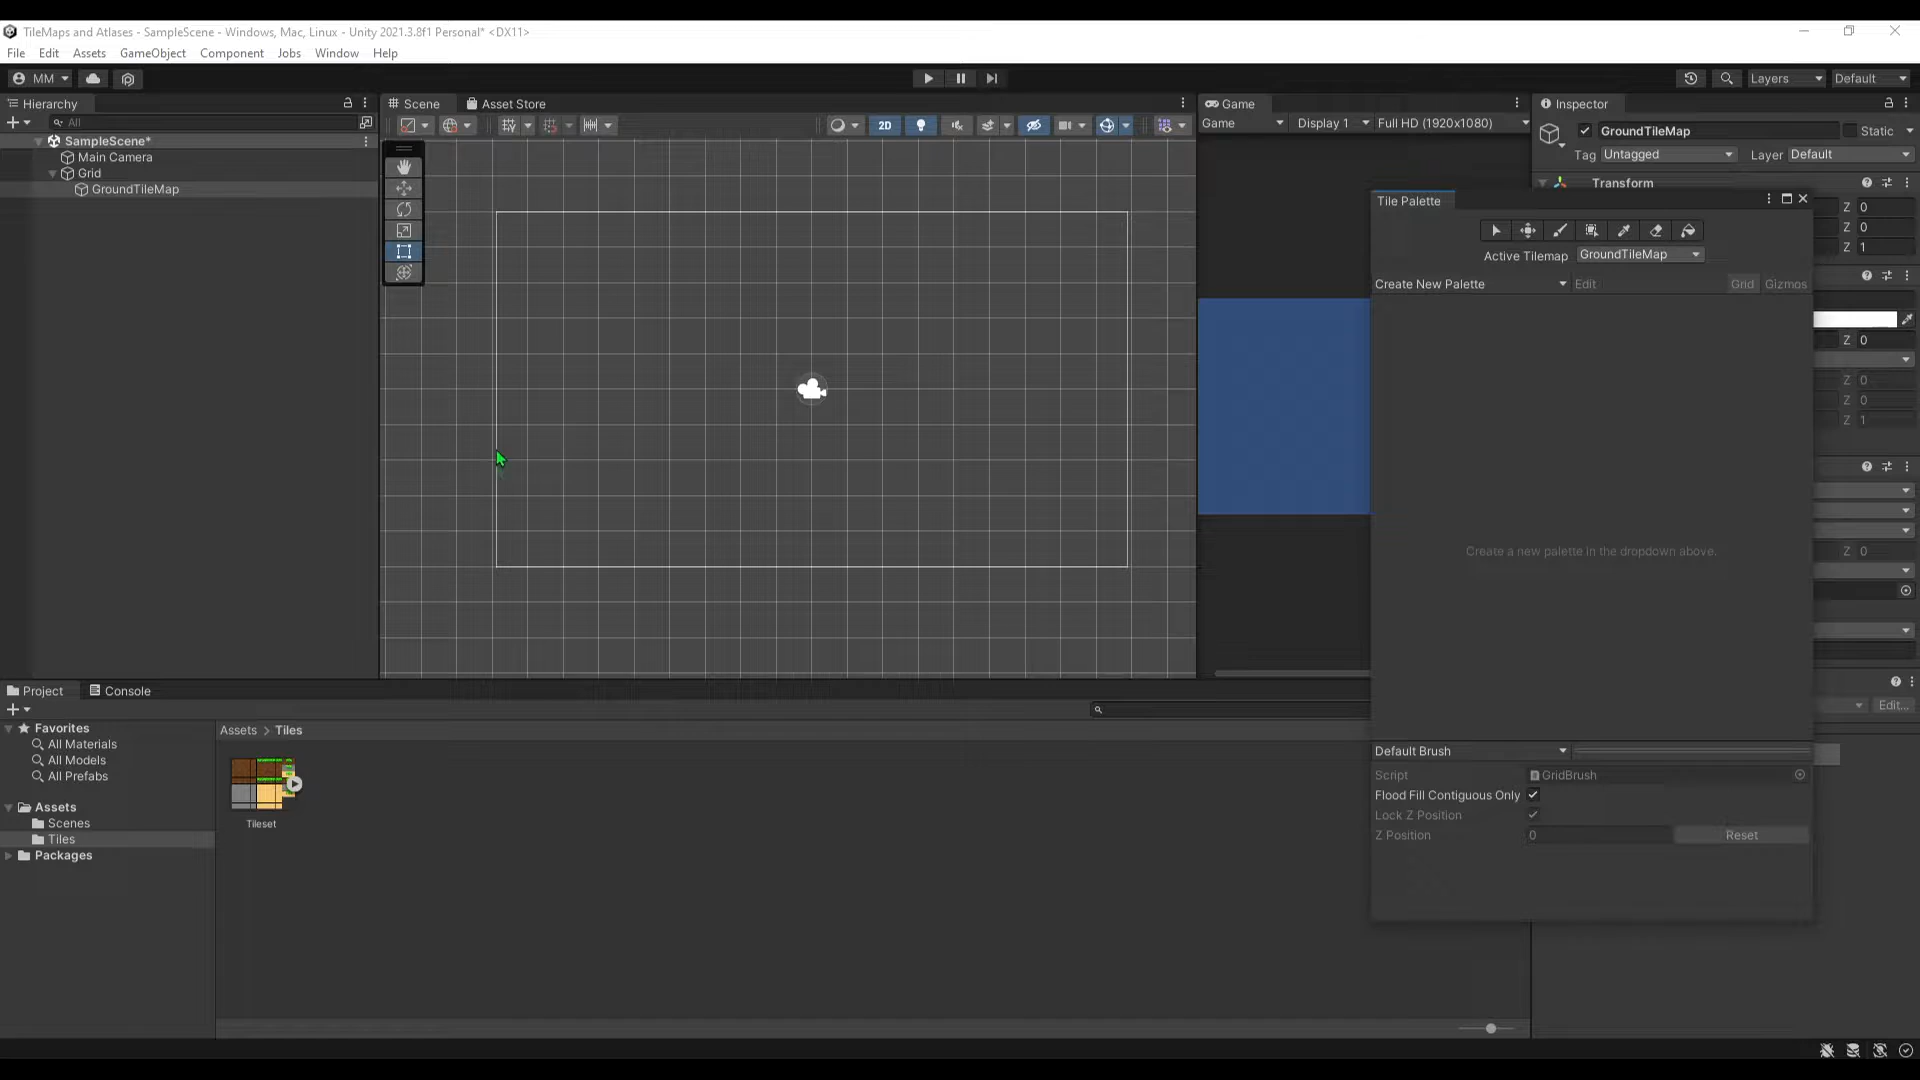 TileMaps and Atlases - SampleScene - Windows, Mac, Linux - Unity 2021.3.8f1 Personal* <DX11>
File Edit Assets GameObject Component Jobs Window Help
MM Layers Default
Hierarchy
All
SampleScene*
Main Camera
Grid
GroundTileMap
Scene Asset Store
2D
Game
Game Display 1 Full HD (1920x1080)
Inspector
GroundTileMap Static
Tag Untagged Layer Default
Transform
Z 0
Z 0
Z 1
Z 0
Z 0
Z 0
Z 1
Z 0
Edit...
Tile Palette
Active Tilemap GroundTileMap
Create New Palette Edit Grid Gizmos
Create a new palette in the dropdown above.
Default Brush
Script GridBrush
Flood Fill Contiguous Only
Lock Z Position
Z Position 0 Reset
Project Console
Favorites
All Materials
All Models
All Prefabs
Assets
Scenes
Tiles
Packages
Assets > Tiles
Tileset